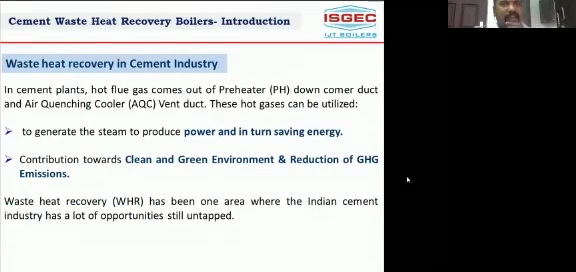 Cement Waste Heat Recovery Boilers- Introduction
ISGEC
IJT BOILERS
Waste heat recovery in Cement Industry
In cement plants, hot flue gas comes out of Preheater (PH) down comer duct
and Air Quenching Cooler (AQC) Vent duct. These hot gases can be utilized:
➢ to generate the steam to produce power and in turn saving energy.
➢ Contribution towards Clean and Green Environment & Reduction of GHG
Emissions.
Waste heat recovery (WHR) has been one area where the Indian cement
industry has a lot of opportunities still untapped.